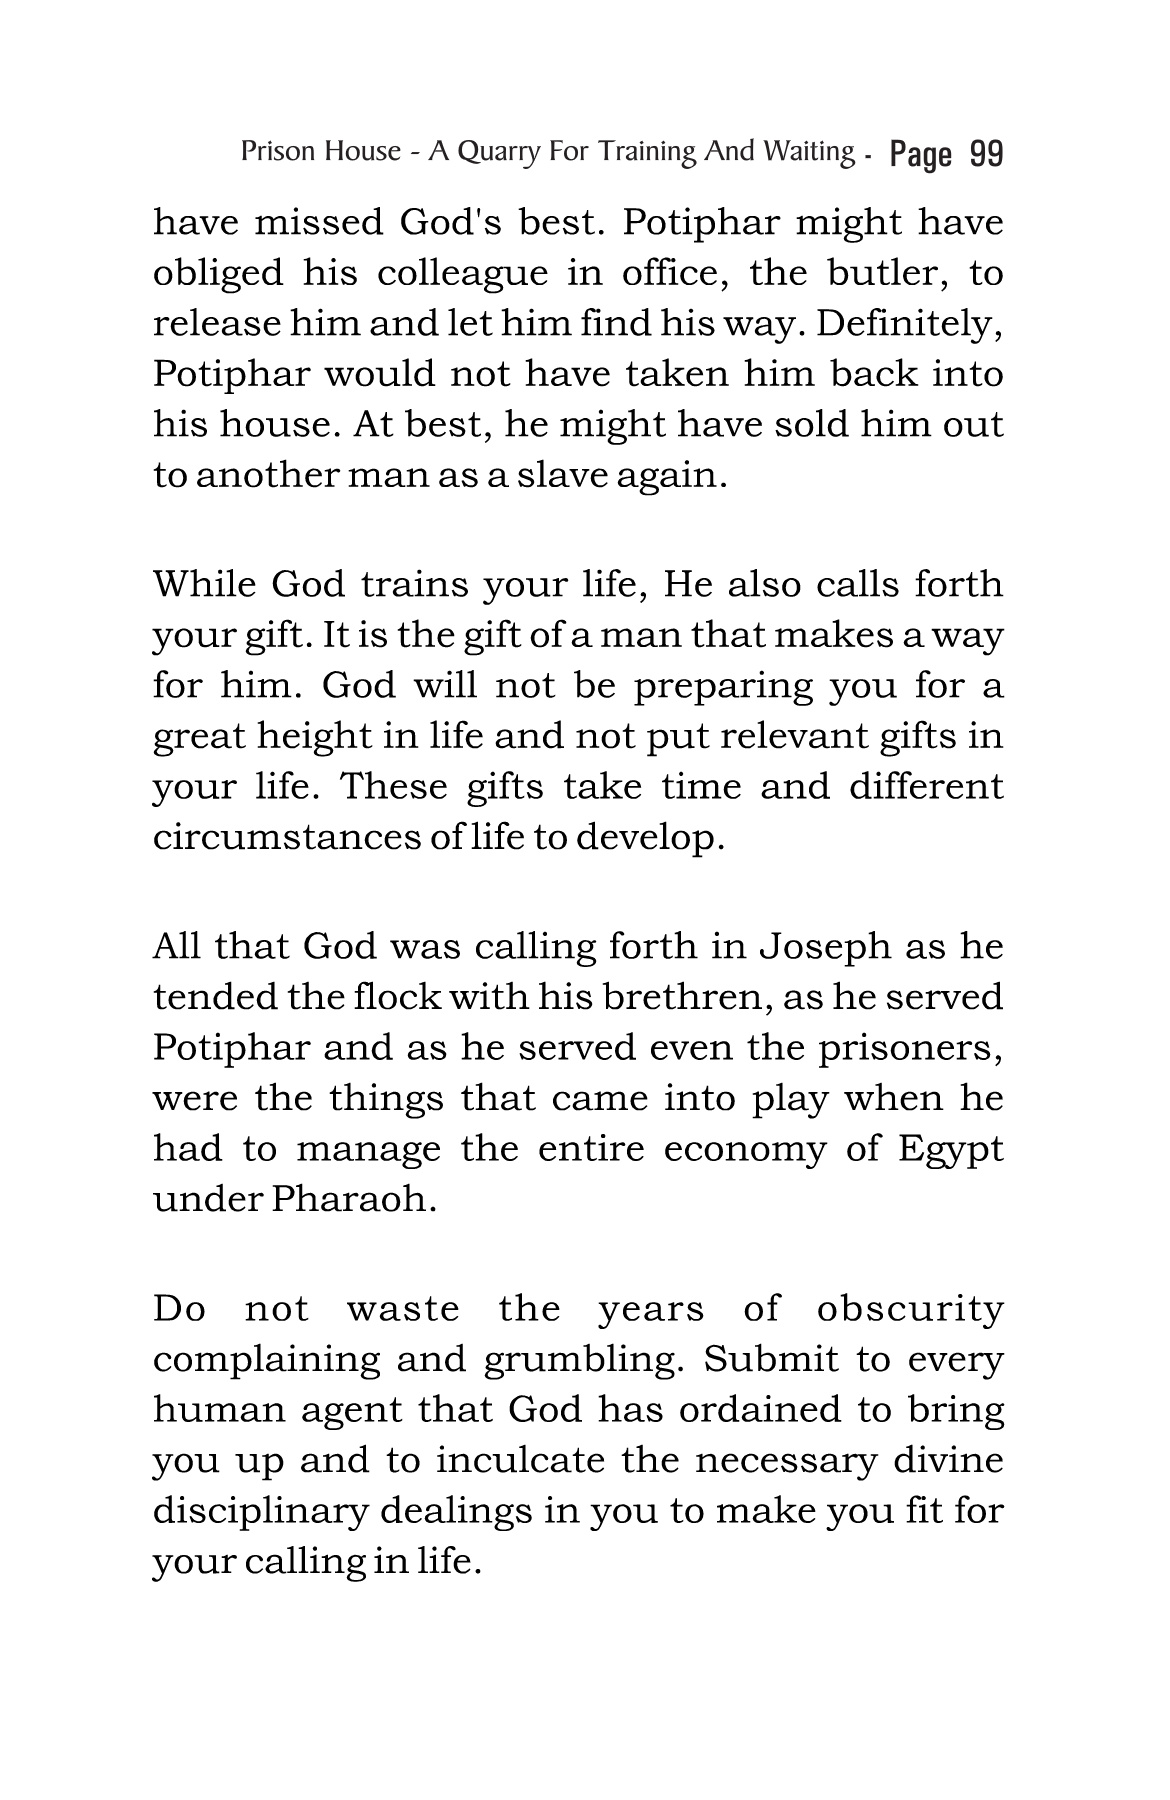 Prison House - A Quarry For Training And Waiting - Page 99
have missed God's best. Potiphar might have
obliged his colleague in office, the butler, to
release him and let him find his way. Definitely,
Potiphar would not have taken him back into
his house. At best, he might have sold him out
to another man as a slave again.
While God trains your life, He also calls forth
your gift. It is the gift of a man that makes a way
for him. God will not be preparing you for a
great height in life and not put relevant gifts in
your life. These gifts take time and different
circumstances of life to develop.
All that God was calling forth in Joseph as he
tended the flock with his brethren, as he served
Potiphar and as he served even the prisoners,
were the things that came into play when he
had to manage the entire economy of Egypt
under Pharaoh.
Do not waste the years of obscurity
complaining and grumbling. Submit to every
human agent that God has ordained to bring
you up and to inculcate the necessary divine
disciplinary dealings in you to make you fit for
your calling in life.